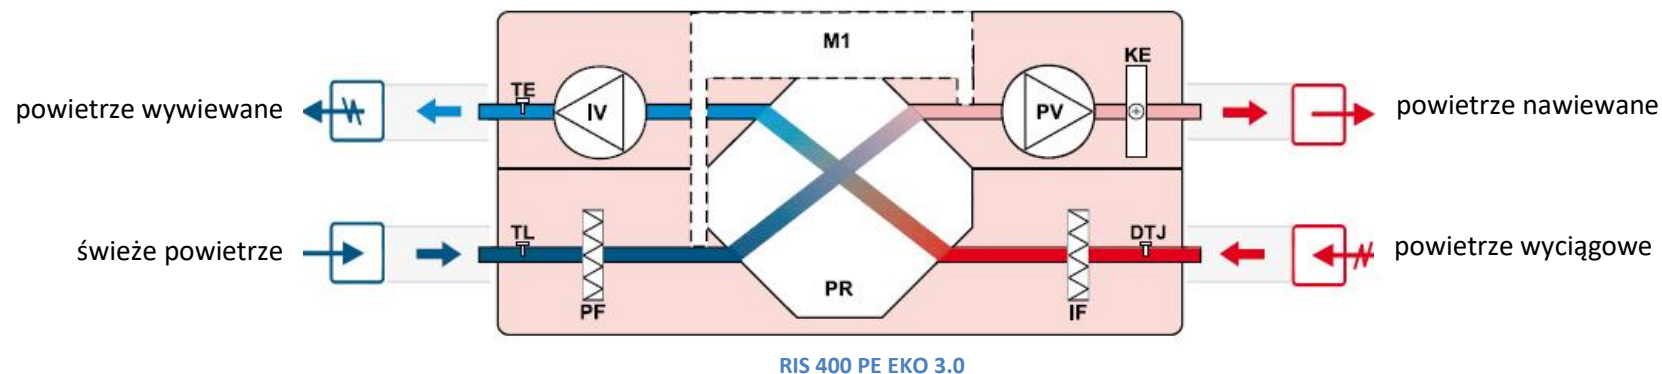 M1
KE
TE
powietrze wywiewane
IV
PV
powietrze nawiewane
TL
DTJ
świeże powietrze
powietrze wyciągowe
PR
PF
IF
RIS 400 PE EKO 3.0